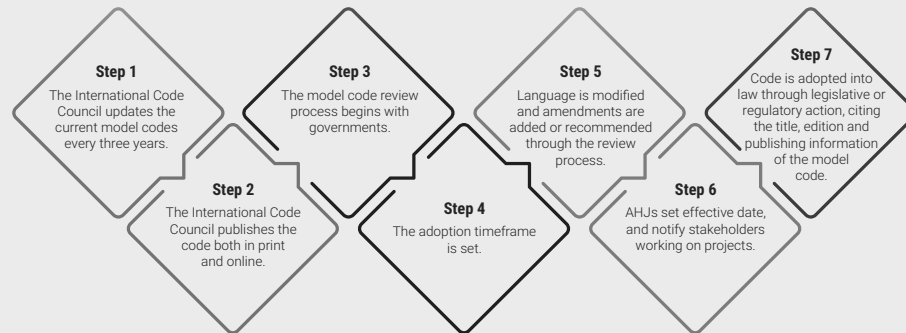 Step 1
The International Code
Council updates the
current model codes
every three years.
Step 2
The International Code
Council publishes the
code both in print
and online.
Step 3
The model code review
process begins with
governments.
Step 4
The adoption timeframe
is set.
Step 5
Language is modified
and amendments are
added or recommended
through the review
process.
Step 6
AHJs set effective date,
and notify stakeholders
working on projects.
Step 7
Code is adopted into
law through legislative or
regulatory action, citing
the title, edition and
publishing information
of the model
code.